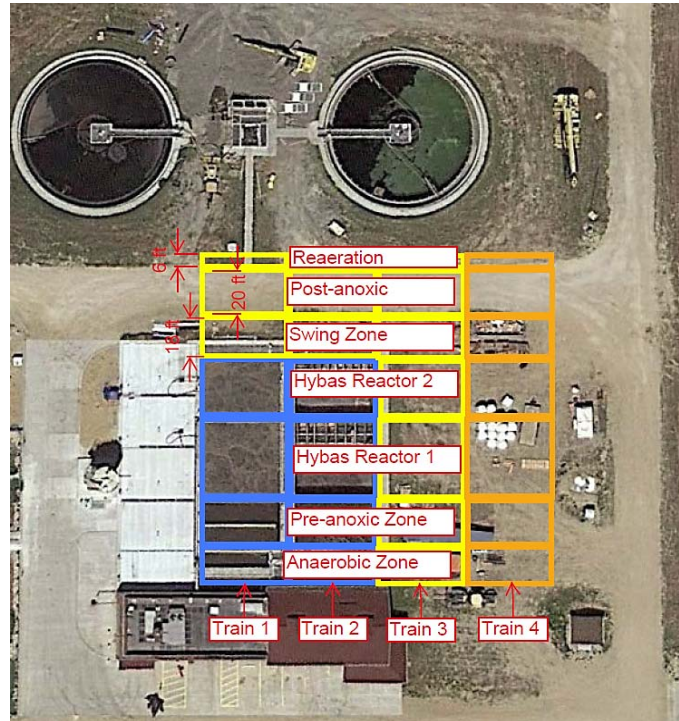 Reaeration
6 ft
Post-anoxic
20 ft
Swing Zone
18 ft
Hybas Reactor 2
Hybas Reactor 1
Pre-anoxic Zone
Anaerobic Zone
Train 1
Train 2
Train 3
Train 4